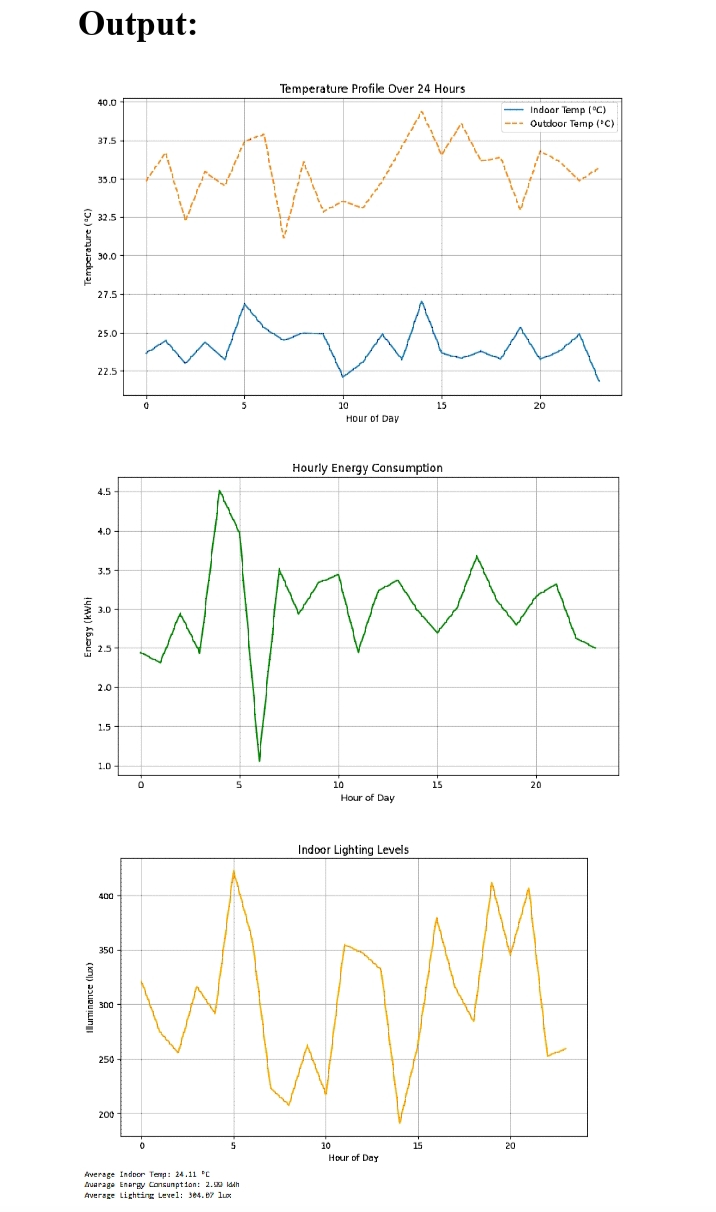 Output:
Temperature Profile Over 24 Hours
Indoor Temp (°C)
Outdoor Temp (°C)
Temperature (°C)
40.0
37.5
35.0
32.5
30.0
27.5
25.0
22.5
0 5 10 15 20
Hour of Day
Hourly Energy Consumption
Energy (kWh)
4.5
4.0
3.5
3.0
2.5
2.0
1.5
1.0
0 5 10 15 20
Hour of Day
Indoor Lighting Levels
Illuminance (lux)
400
350
300
250
200
0 5 10 15 20
Hour of Day
Average Indoor Temp: 24.11 °C
Average Energy Consumption: 2.99 kWh
Average Lighting Level: 304.07 lux